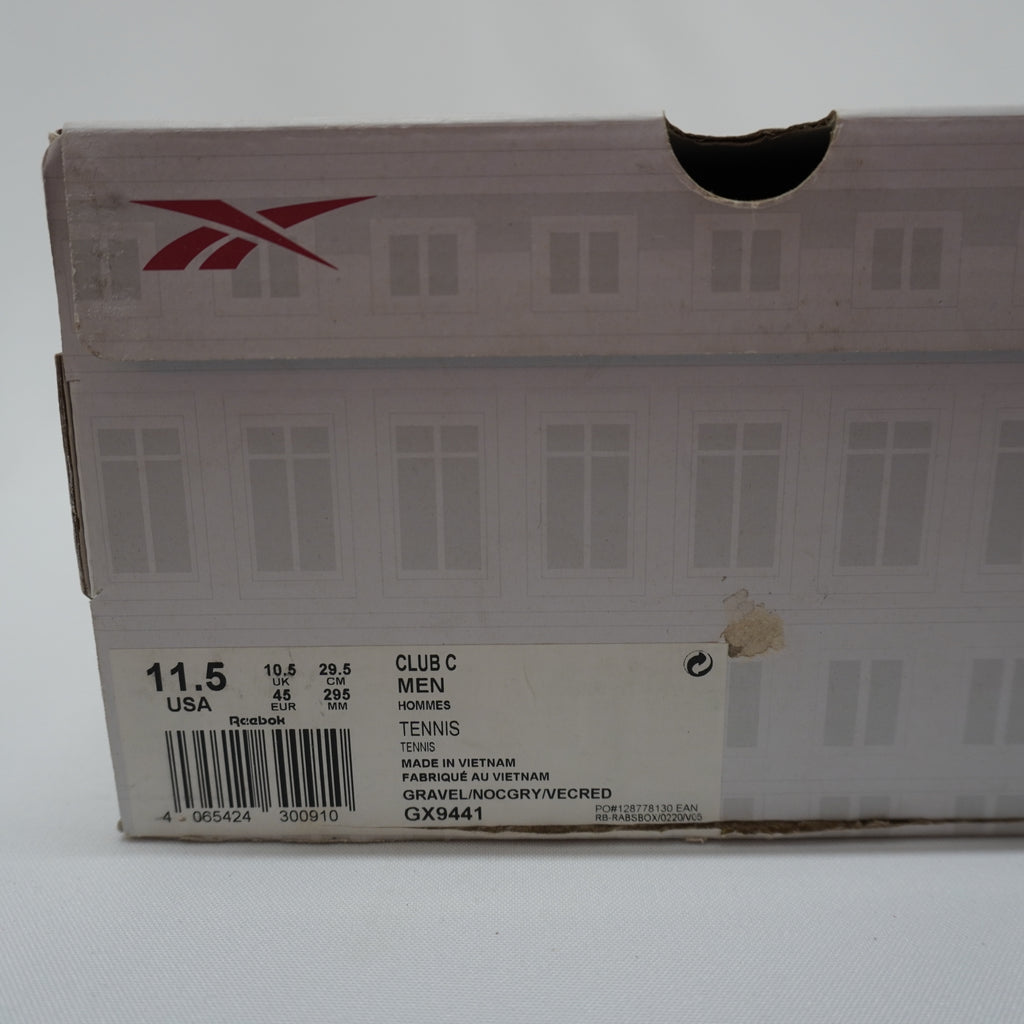 11.5
USA
10.5 29.5
UK CM
45 295
EUR MM
Reebok
4 065424 300910
CLUB C
MEN
HOMMES
TENNIS
TENNIS
MADE IN VIETNAM
FABRIQUÉ AU VIETNAM
GRAVEL/NOCGRY/VECRED
GX9441
PO#128778130 EAN
RB-RABSBOX/0220/V05